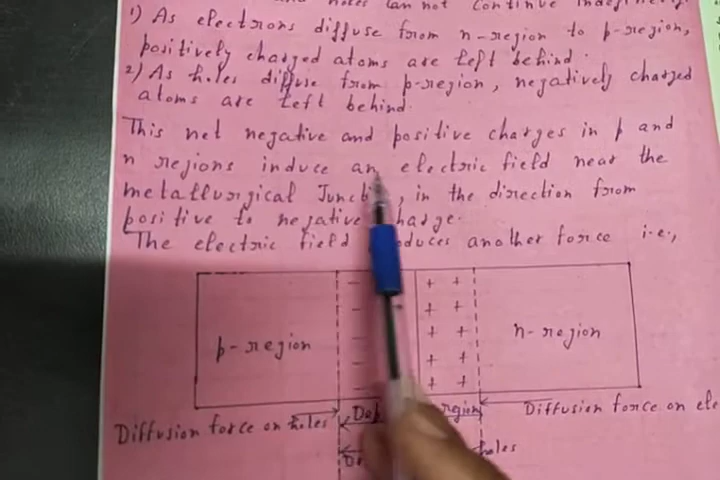 and holes can not continue
1) As electrons diffuse from n-region to p-region,
positively charged atoms are left behind.
2) As holes diffuse from p-region, negatively charged
atoms are left behind.
This net negative and positive charges in p and
n regions induce an electric field near the
metallurgical , in the direction from
positive to negative charge.
The electric field another force i.e.,
- + +
- + +
p-region - + + n-region
- + +
- + +
Diffusion force on holes Diffusion force on
holes